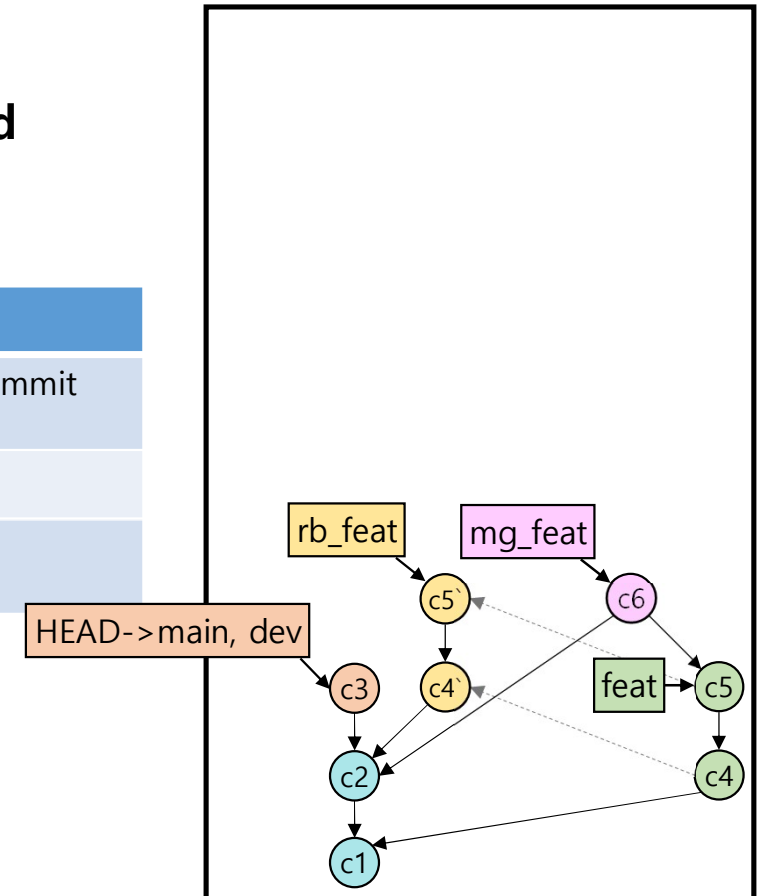 d
mmit
rb_feat
mg_feat
c5`
c6
HEAD->main, dev
c3
c4`
feat
c5
c2
c4
c1